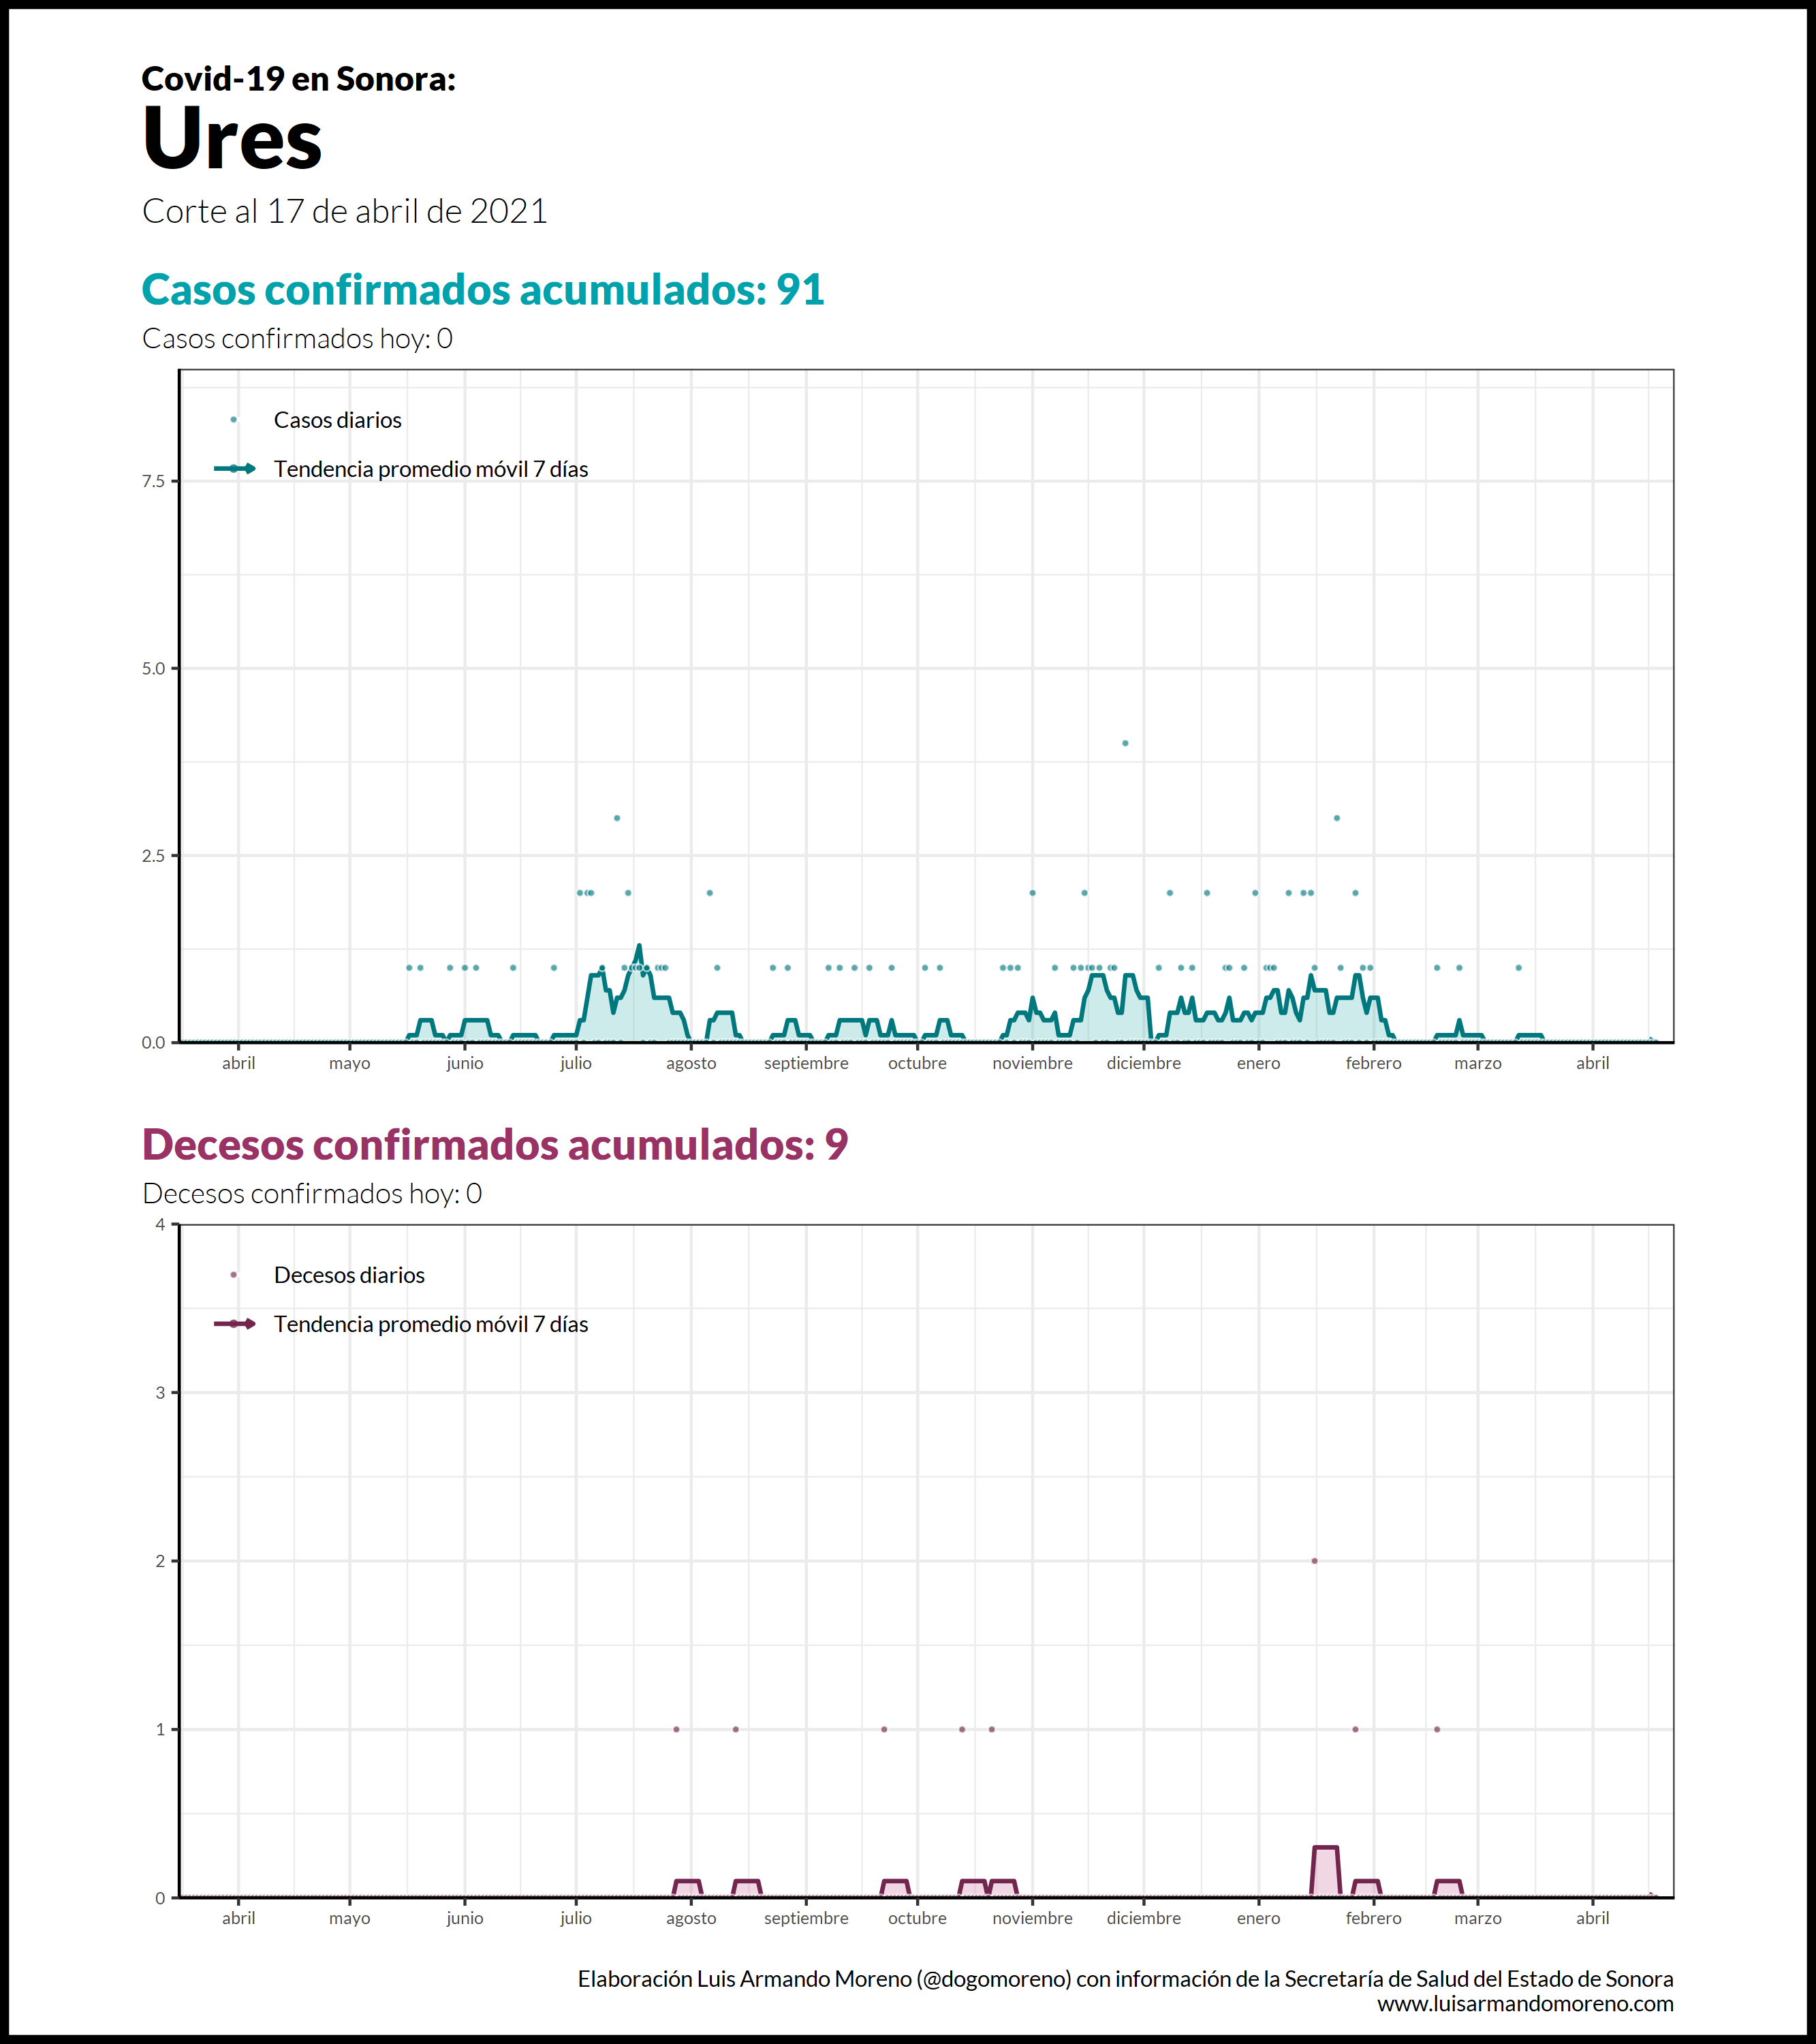 Covid-19 en Sonora:
Ures
Corte al 17 de abril de 2021
Casos confirmados acumulados: 91
Casos confirmados hoy: 0
Casos diarios
Tendencia promedio móvil 7 días
7.5
5.0
2.5
0.0
abril mayo junio julio agosto septiembre octubre noviembre diciembre enero febrero marzo abril
Decesos confirmados acumulados: 9
Decesos confirmados hoy: 0
4
Decesos diarios
Tendencia promedio móvil 7 días
3
2
1
0
abril mayo junio julio agosto septiembre octubre noviembre diciembre enero febrero marzo abril
Elaboración Luis Armando Moreno (@dogomoreno) con información de la Secretaría de Salud del Estado de Sonora
www.luisarmandomoreno.com